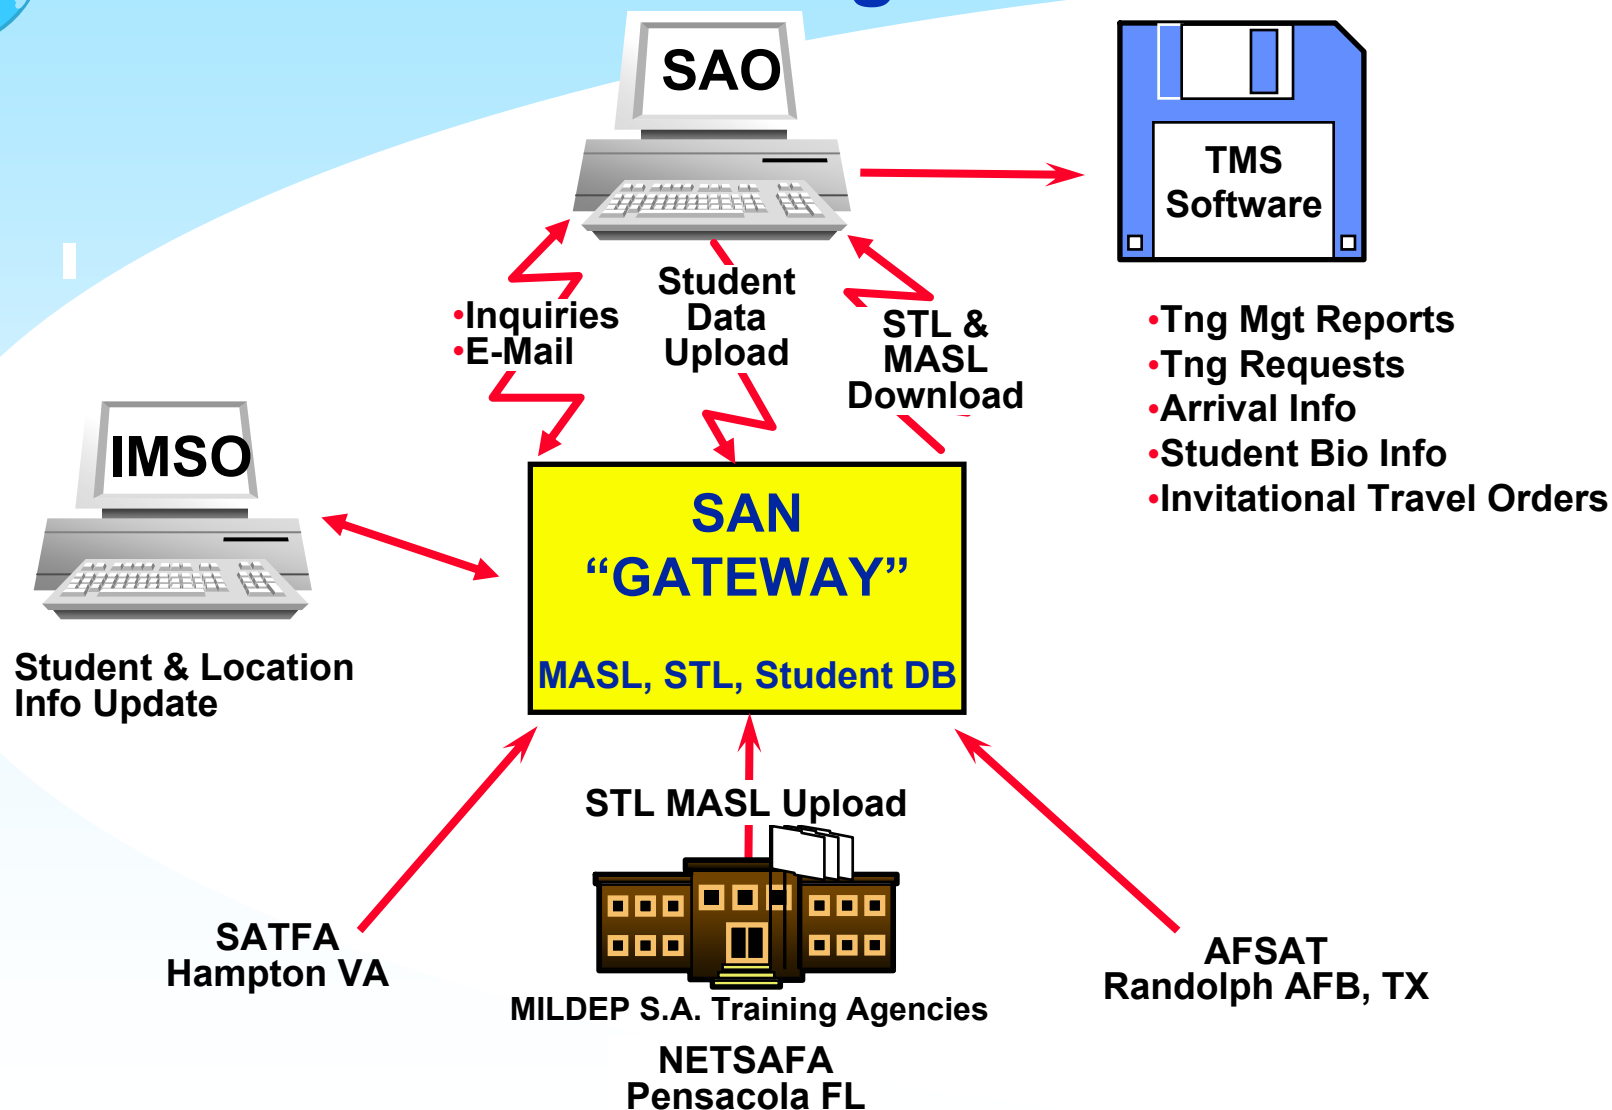 SAO
TMS
Software
•Inquiries
•E-Mail
Student
Data
Upload
STL &
MASL
Download
•Tng Mgt Reports
•Tng Requests
•Arrival Info
•Student Bio Info
•Invitational Travel Orders
IMSO
Student & Location
Info Update
SAN
“GATEWAY”
MASL, STL, Student DB
STL MASL Upload
SATFA
Hampton VA
MILDEP S.A. Training Agencies
NETSAFA
Pensacola FL
AFSAT
Randolph AFB, TX